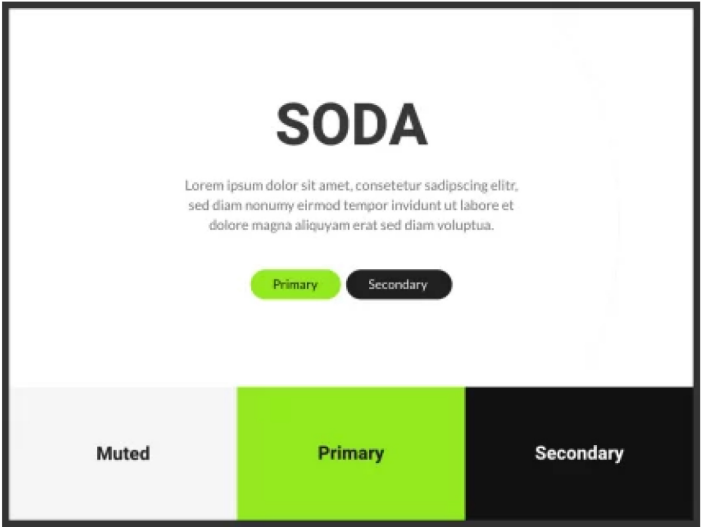 SODA
Lorem ipsum dolor sit amet, consetetur sadipscing elitr,
sed diam nonumy eirmod tempor invidunt ut labore et
dolore magna aliquyam erat sed diam voluptua.
Primary Secondary
Muted Primary Secondary